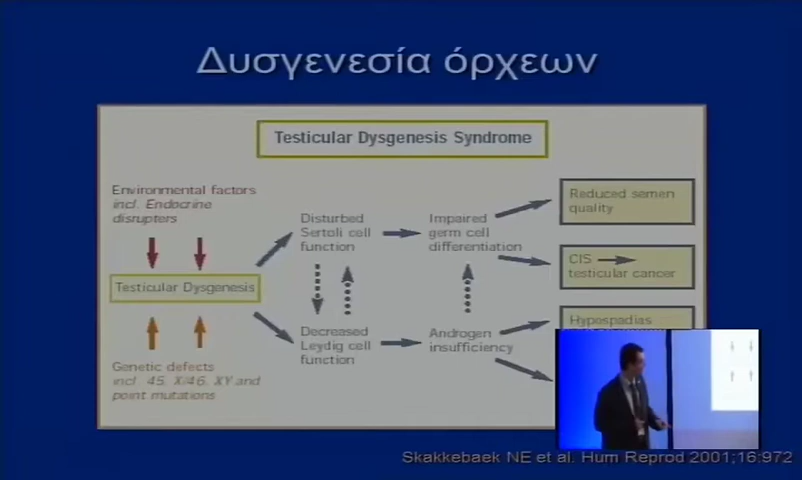 Δυσγενεσία όρχεων
Testicular Dysgenesis Syndrome
Environmental factors
incl. Endocrine
disrupters
Testicular Dysgenesis
Genetic defects
incl. 45, X/46, XY and
point mutations
Disturbed
Sertoli cell
function
Decreased
Leydig cell
function
Impaired
germ cell
differentiation
Androgen
insufficiency
Reduced semen
quality
CIS
testicular cancer
Hypospadias
Skakkebaek NE et al. Hum Reprod 2001;16:972